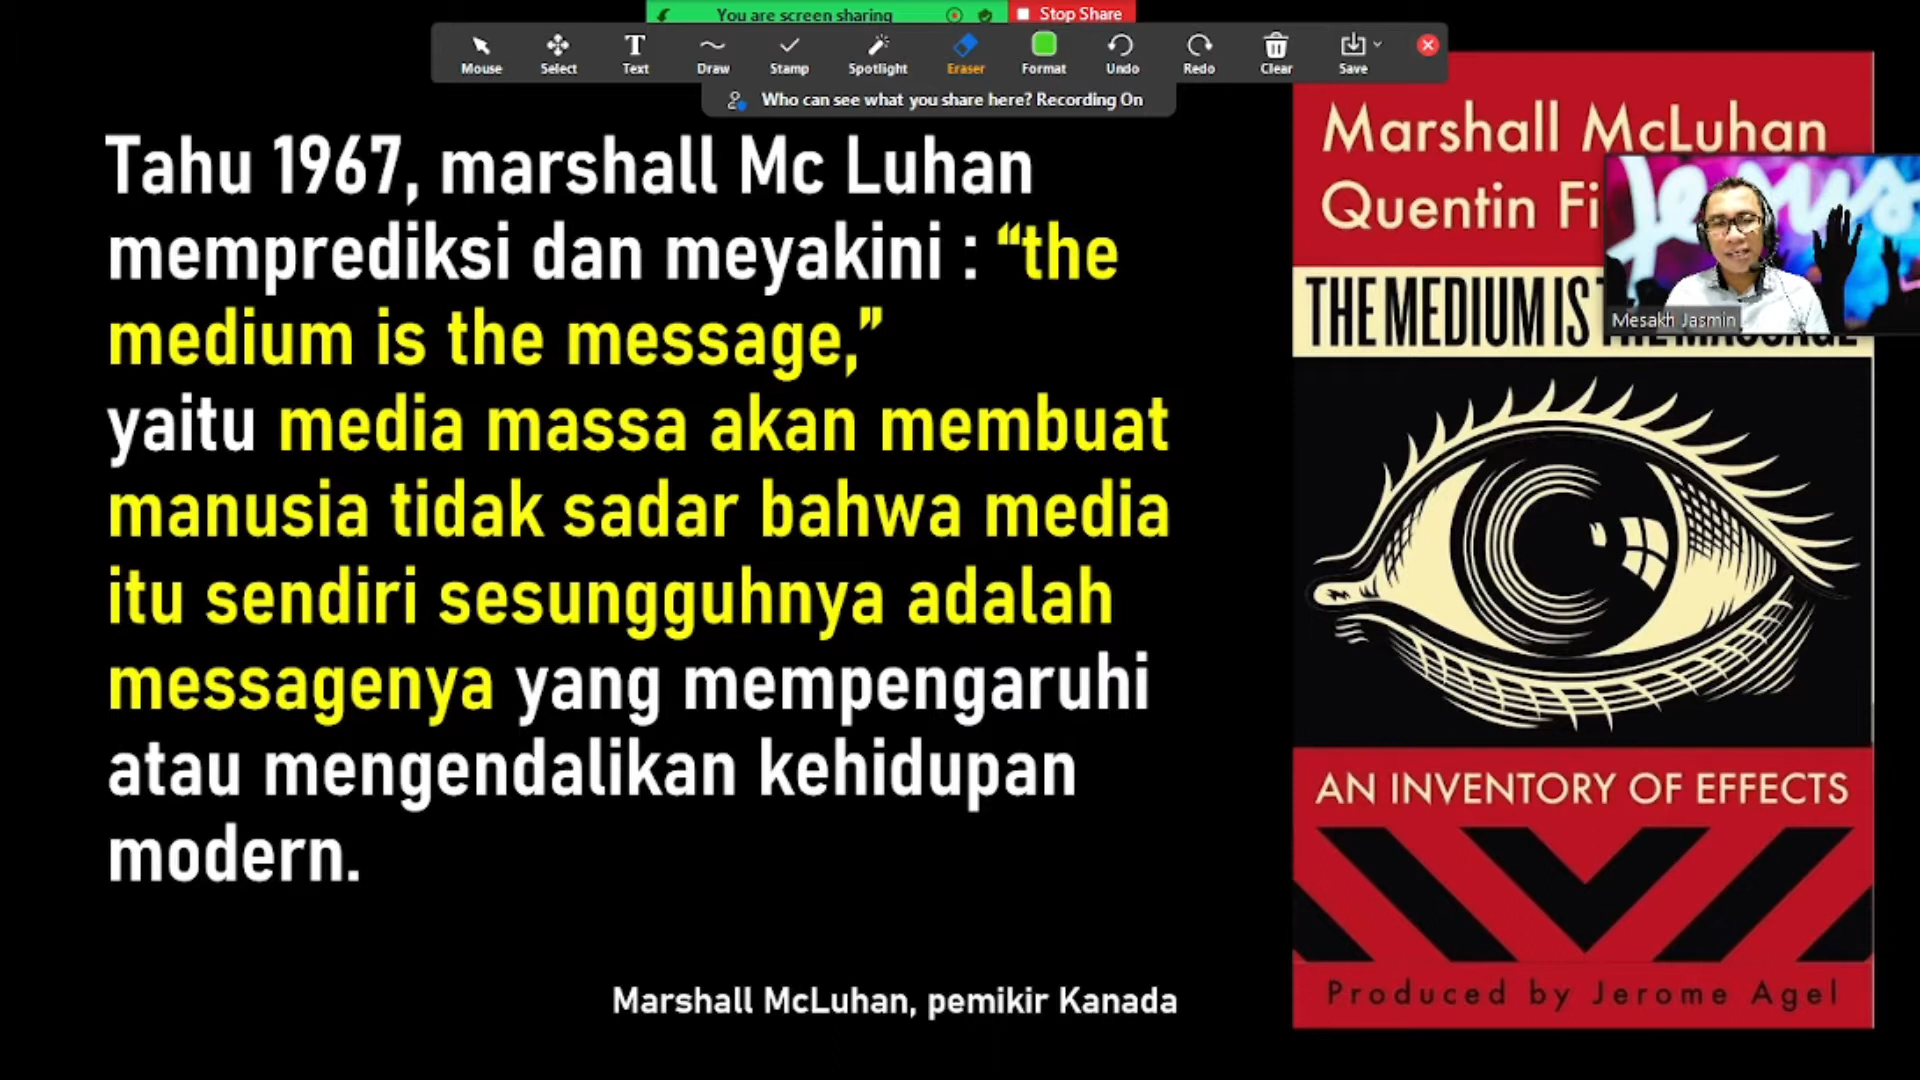 You are screen sharing
Stop Share
Mouse Select Text Draw Stamp Spotlight Eraser Format Undo Redo Clear Save
Who can see what you share here? Recording On
Tahu 1967, marshall Mc Luhan
memprediksi dan meyakini : “the
medium is the message,”
yaitu media massa akan membuat
manusia tidak sadar bahwa media
itu sendiri sesungguhnya adalah
messagenya yang mempengaruhi
atau mengendalikan kehidupan
modern.
Marshall McLuhan, pemikir Kanada
Marshall McLuhan
Quentin Fi
THE MEDIUM IS
Jesus
Mesakh Jasmin
AN INVENTORY OF EFFECTS
Produced by Jerome Agel